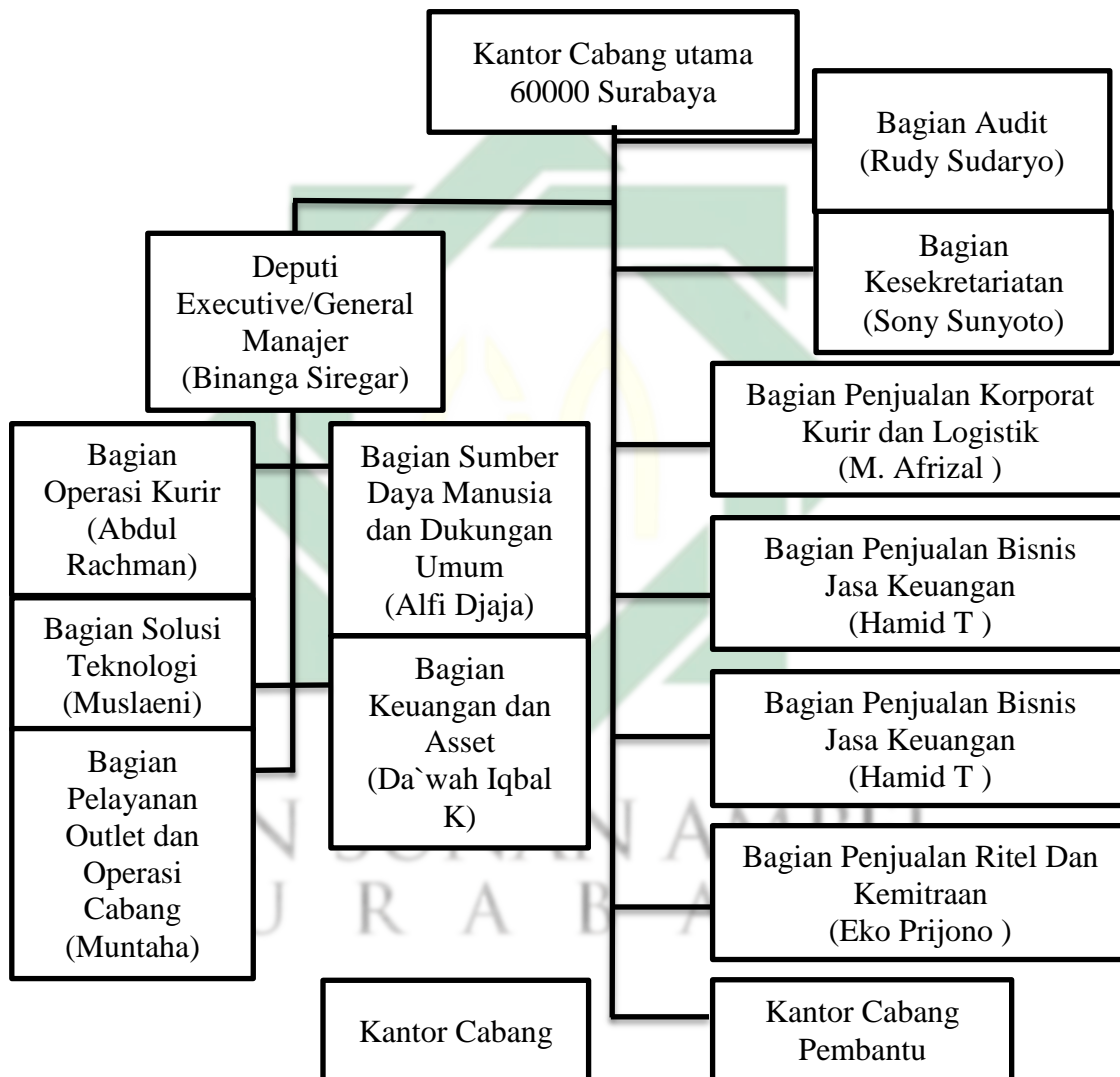 Kantor Cabang utama
60000 Surabaya
Bagian Audit
(Rudy Sudaryo)
Bagian
Kesekretariatan
(Sony Sunyoto)
Deputi
Executive/General
Manajer
(Binanga Siregar)
Bagian
Operasi Kurir
(Abdul
Rachman)
Bagian Sumber
Daya Manusia
dan Dukungan
Umum
(Alfi Djaja)
Bagian Penjualan Korporat
Kurir dan Logistik
(M. Afrizal )
Bagian Penjualan Bisnis
Jasa Keuangan
(Hamid T )
Bagian Solusi
Teknologi
(Muslaeni)
Bagian
Keuangan dan
Asset
(Da`wah Iqbal
K)
Bagian Penjualan Bisnis
Jasa Keuangan
(Hamid T )
Bagian
Pelayanan
Outlet dan
Operasi
Cabang
(Muntaha)
Bagian Penjualan Ritel Dan
Kemitraan
(Eko Prijono )
Kantor Cabang
Kantor Cabang
Pembantu